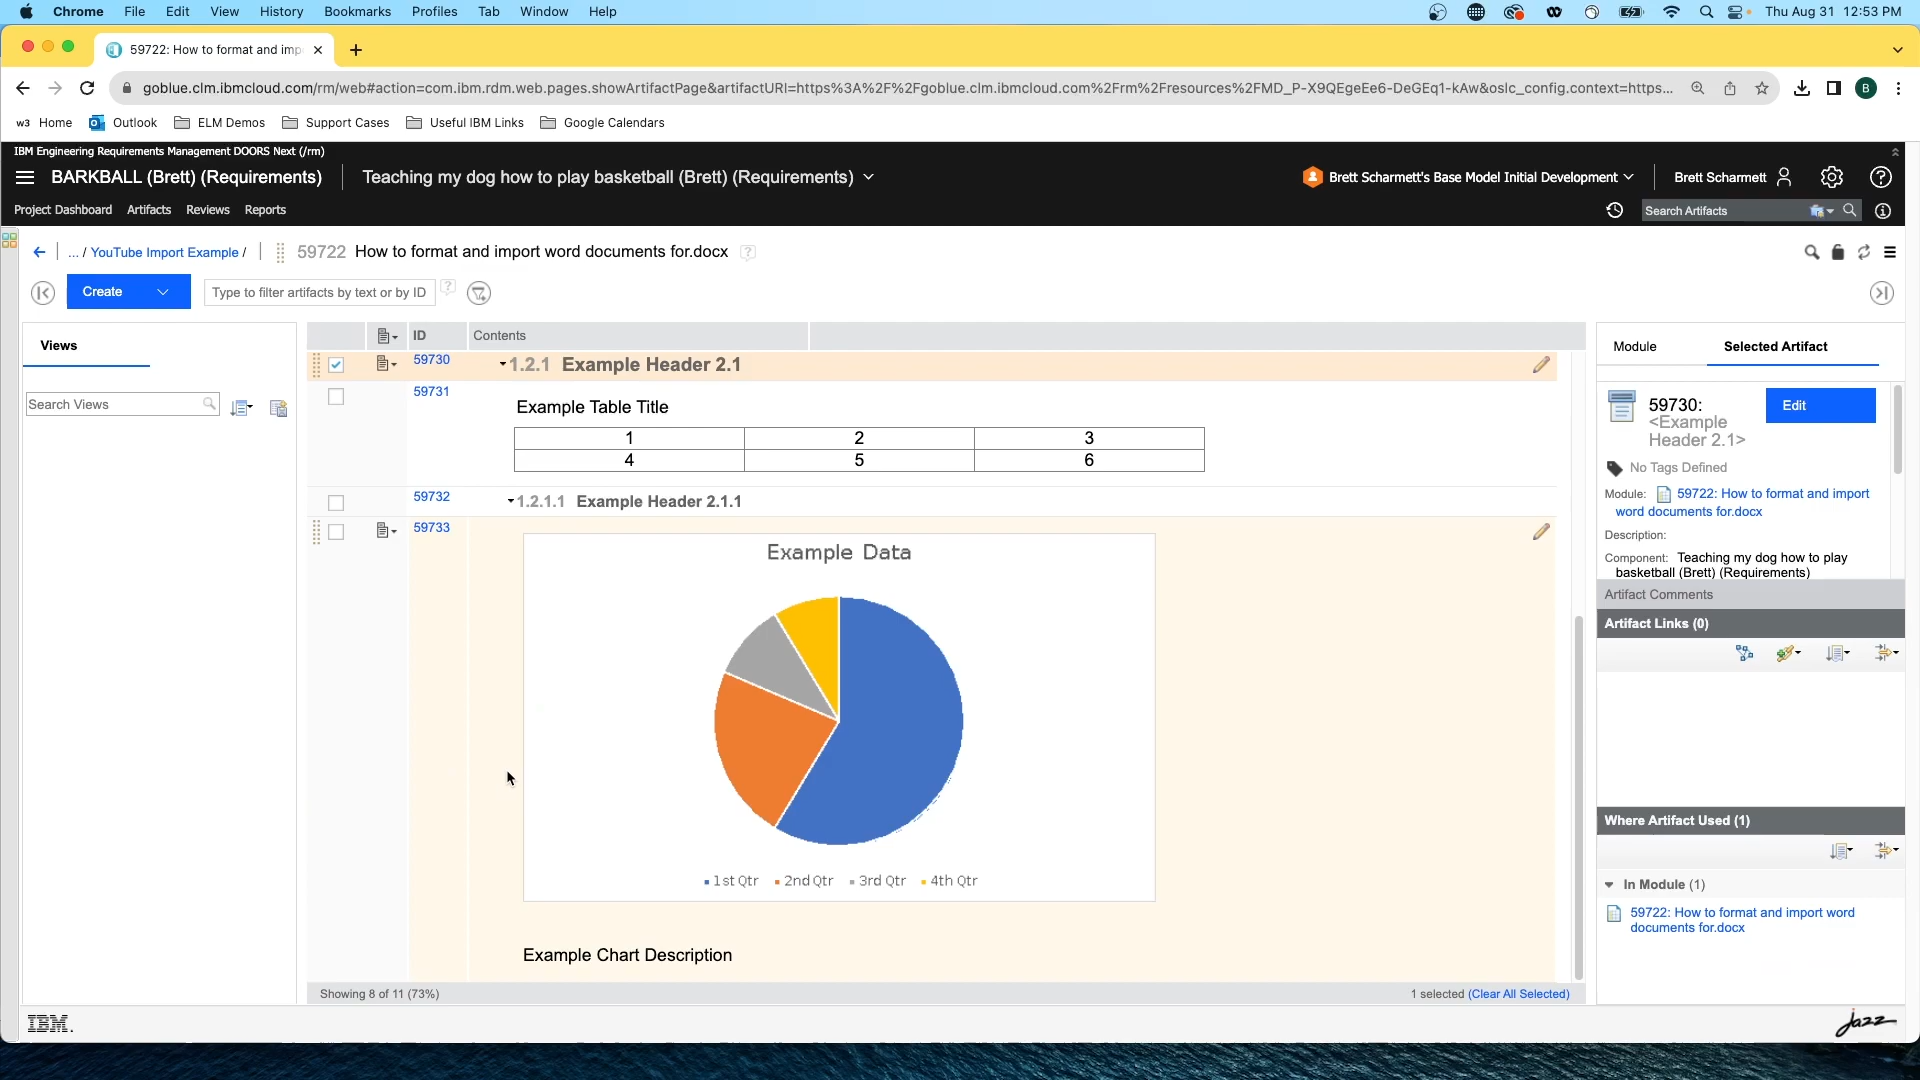 Chrome File Edit View History Bookmarks Profiles Tab Window Help Thu Aug 31 12:53 PM
59722: How to format and imp
goblue.clm.ibmcloud.com/rm/web#action=com.ibm.rdm.web.pages.showArtifactPage&artifactURI=https%3A%2F%2Fgoblue.clm.ibmcloud.com%2Frm%2Fresources%2FMD_P-X9QEgeEe6-DeGEq1-kAw&oslc_config.context=https... B
w3 Home Outlook ELM Demos Support Cases Useful IBM Links Google Calendars
IBM Engineering Requirements Management DOORS Next (/rm)
BARKBALL (Brett) (Requirements) Teaching my dog how to play basketball (Brett) (Requirements) Brett Scharmett's Base Model Initial Development Brett Scharmett
Project Dashboard Artifacts Reviews Reports Search Artifacts
... / YouTube Import Example / 59722 How to format and import word documents for.docx
Create Type to filter artifacts by text or by ID
Views
Search Views
ID Contents
59730 1.2.1 Example Header 2.1
59731
Example Table Title
1 2 3
4 5 6
59732 1.2.1.1 Example Header 2.1.1
59733
Example Data
1st Qtr 2nd Qtr 3rd Qtr 4th Qtr
Example Chart Description
Showing 8 of 11 (73%) 1 selected (Clear All Selected)
Module Selected Artifact
59730: Edit
<Example
Header 2.1>
No Tags Defined
Module: 59722: How to format and import
word documents for.docx
Description:
Component: Teaching my dog how to play
basketball (Brett) (Requirements)
Artifact Comments
Artifact Links (0)
Where Artifact Used (1)
In Module (1)
59722: How to format and import word
documents for.docx
IBM. Jazz